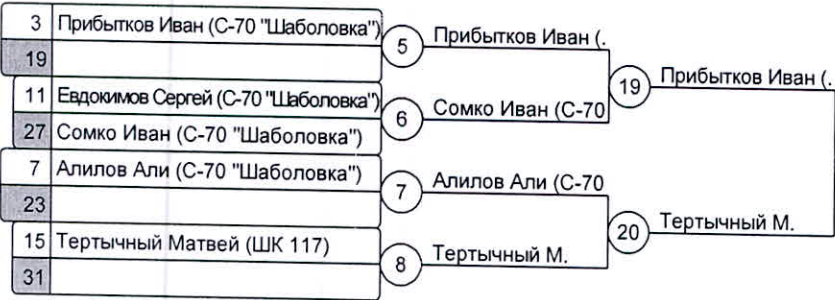 3 Прибытков Иван (С-70 "Шаболовка")
19
5 Прибытков Иван (.
11 Евдокимов Сергей (С-70 "Шаболовка")
27 Сомко Иван (С-70 "Шаболовка")
6 Сомко Иван (С-70
19 Прибытков Иван (.
7 Алилов Али (С-70 "Шаболовка")
23
7 Алилов Али (С-70
15 Тертычный Матвей (ШК 117)
31
8 Тертычный М.
20 Тертычный М.